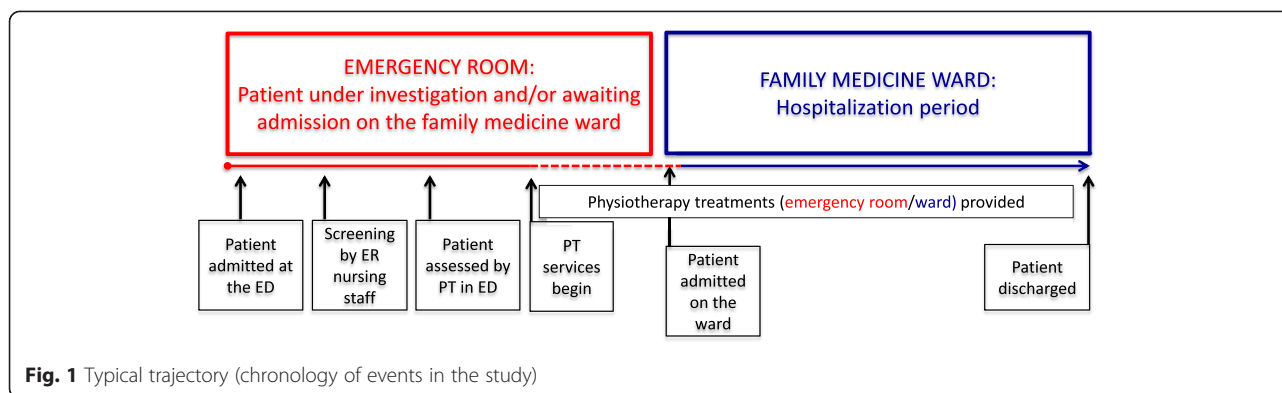 EMERGENCY ROOM:
Patient under investigation and/or awaiting
admission on the family medicine ward
FAMILY MEDICINE WARD:
Hospitalization period
Physiotherapy treatments (emergency room/ward) provided
Patient
admitted at
the ED
Screening
by ER
nursing
staff
Patient
assessed by
PT in ED
PT
services
begin
Patient
admitted
on the
ward
Patient
discharged
Fig. 1 Typical trajectory (chronology of events in the study)